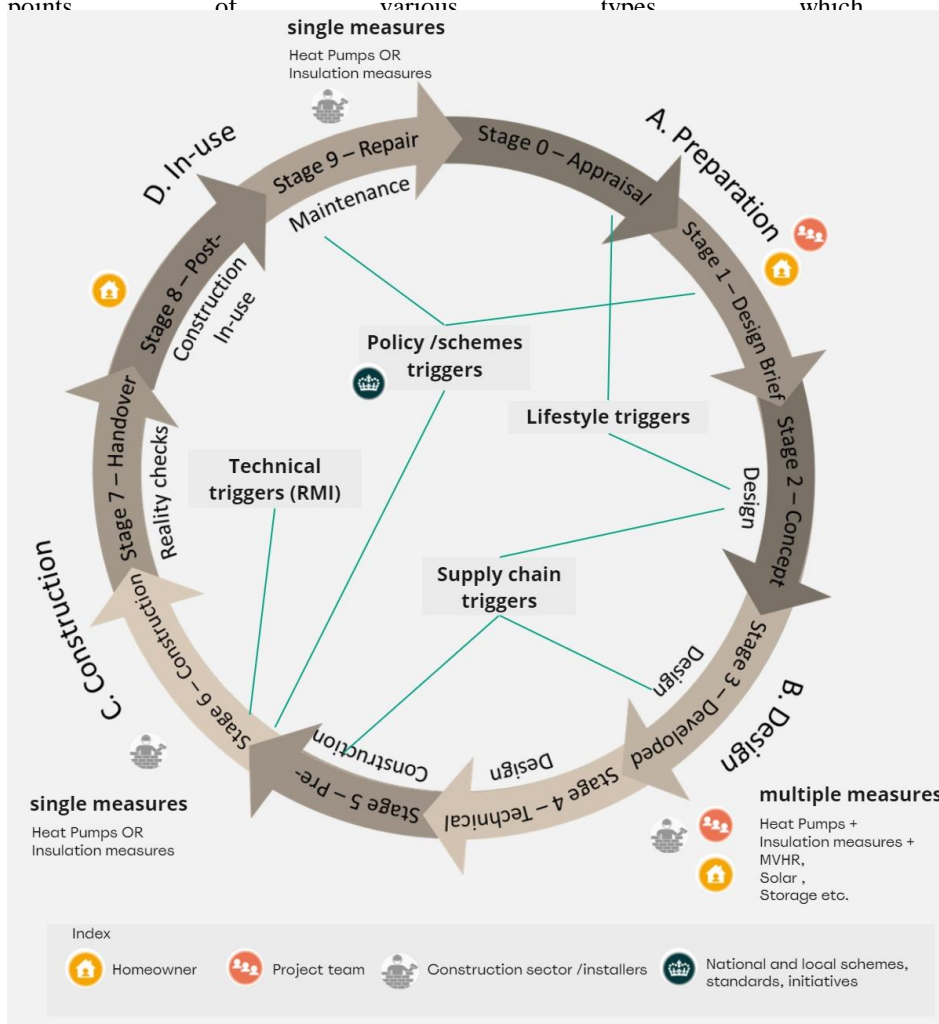 points of various types which
single measures
Heat Pumps OR
Insulation measures
D. In-use
A. Preparation
Stage 9 – Repair
Maintenance
Stage 0 – Appraisal
Stage 1 – Design Brief
Stage 8 – Post-
Construction
In-use
Policy /schemes
triggers
Lifestyle triggers
Stage 2 – Concept
Design
Stage 7 – Handover
Reality checks
Technical
triggers (RMI)
Supply chain
triggers
C. Construction
Stage 6 – Construction
Stage 3 – Developed
Design
B. Design
Stage 5 – Pre-
Construction
Stage 4 – Technical
Design
single measures
Heat Pumps OR
Insulation measures
multiple measures
Heat Pumps +
Insulation measures +
MVHR,
Solar ,
Storage etc.
Index
Homeowner
Project team
Construction sector /installers
National and local schemes,
standards, initiatives